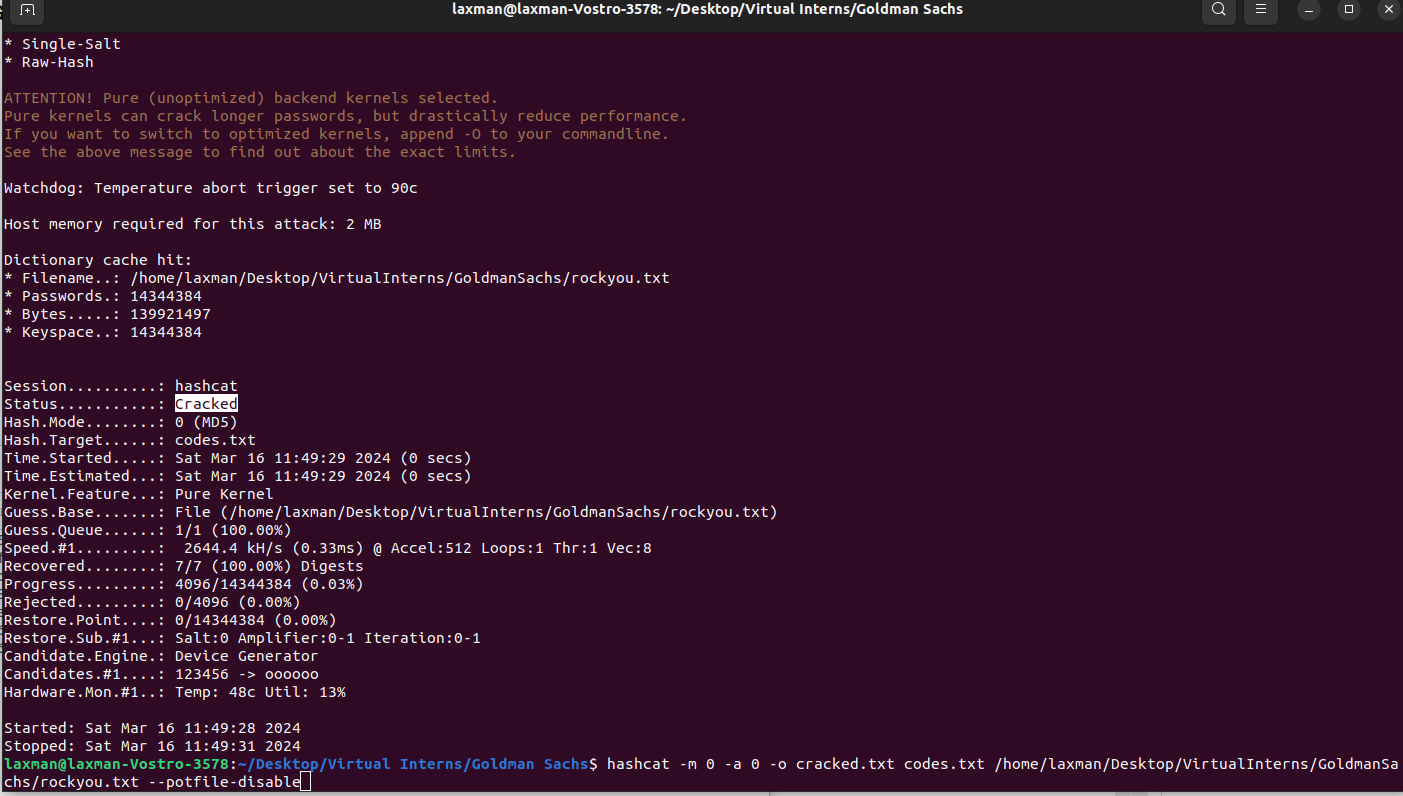 laxman@laxman-Vostro-3578: ~/Desktop/Virtual Interns/Goldman Sachs
* Single-Salt
* Raw-Hash
ATTENTION! Pure (unoptimized) backend kernels selected.
Pure kernels can crack longer passwords, but drastically reduce performance.
If you want to switch to optimized kernels, append -O to your commandline.
See the above message to find out about the exact limits.
Watchdog: Temperature abort trigger set to 90c
Host memory required for this attack: 2 MB
Dictionary cache hit:
* Filename..: /home/laxman/Desktop/VirtualInterns/GoldmanSachs/rockyou.txt
* Passwords.: 14344384
* Bytes.....: 139921497
* Keyspace..: 14344384
Session..........: hashcat
Status...........: Cracked
Hash.Mode........: 0 (MD5)
Hash.Target......: codes.txt
Time.Started.....: Sat Mar 16 11:49:29 2024 (0 secs)
Time.Estimated...: Sat Mar 16 11:49:29 2024 (0 secs)
Kernel.Feature...: Pure Kernel
Guess.Base.......: File (/home/laxman/Desktop/VirtualInterns/GoldmanSachs/rockyou.txt)
Guess.Queue......: 1/1 (100.00%)
Speed.#1.........:  2644.4 kH/s (0.33ms) @ Accel:512 Loops:1 Thr:1 Vec:8
Recovered........: 7/7 (100.00%) Digests
Progress.........: 4096/14344384 (0.03%)
Rejected.........: 0/4096 (0.00%)
Restore.Point....: 0/14344384 (0.00%)
Restore.Sub.#1...: Salt:0 Amplifier:0-1 Iteration:0-1
Candidate.Engine.: Device Generator
Candidates.#1....: 123456 -> oooooo
Hardware.Mon.#1..: Temp: 48c Util: 13%
Started: Sat Mar 16 11:49:28 2024
Stopped: Sat Mar 16 11:49:31 2024
laxman@laxman-Vostro-3578:~/Desktop/Virtual Interns/Goldman Sachs$ hashcat -m 0 -a 0 -o cracked.txt codes.txt /home/laxman/Desktop/VirtualInterns/GoldmanSa
chs/rockyou.txt --potfile-disable